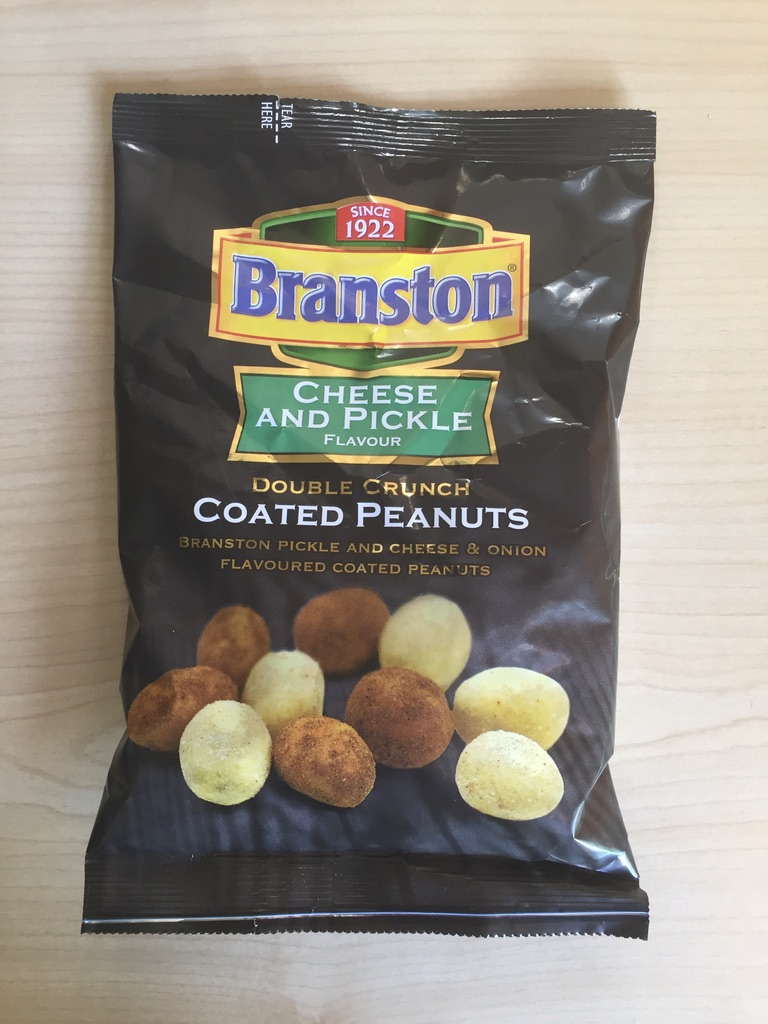 TEAR
HERE
SINCE
1922
Branston®
CHEESE
AND PICKLE
FLAVOUR
DOUBLE CRUNCH
COATED PEANUTS
BRANSTON PICKLE AND CHEESE & ONION
FLAVOURED COATED PEANUTS